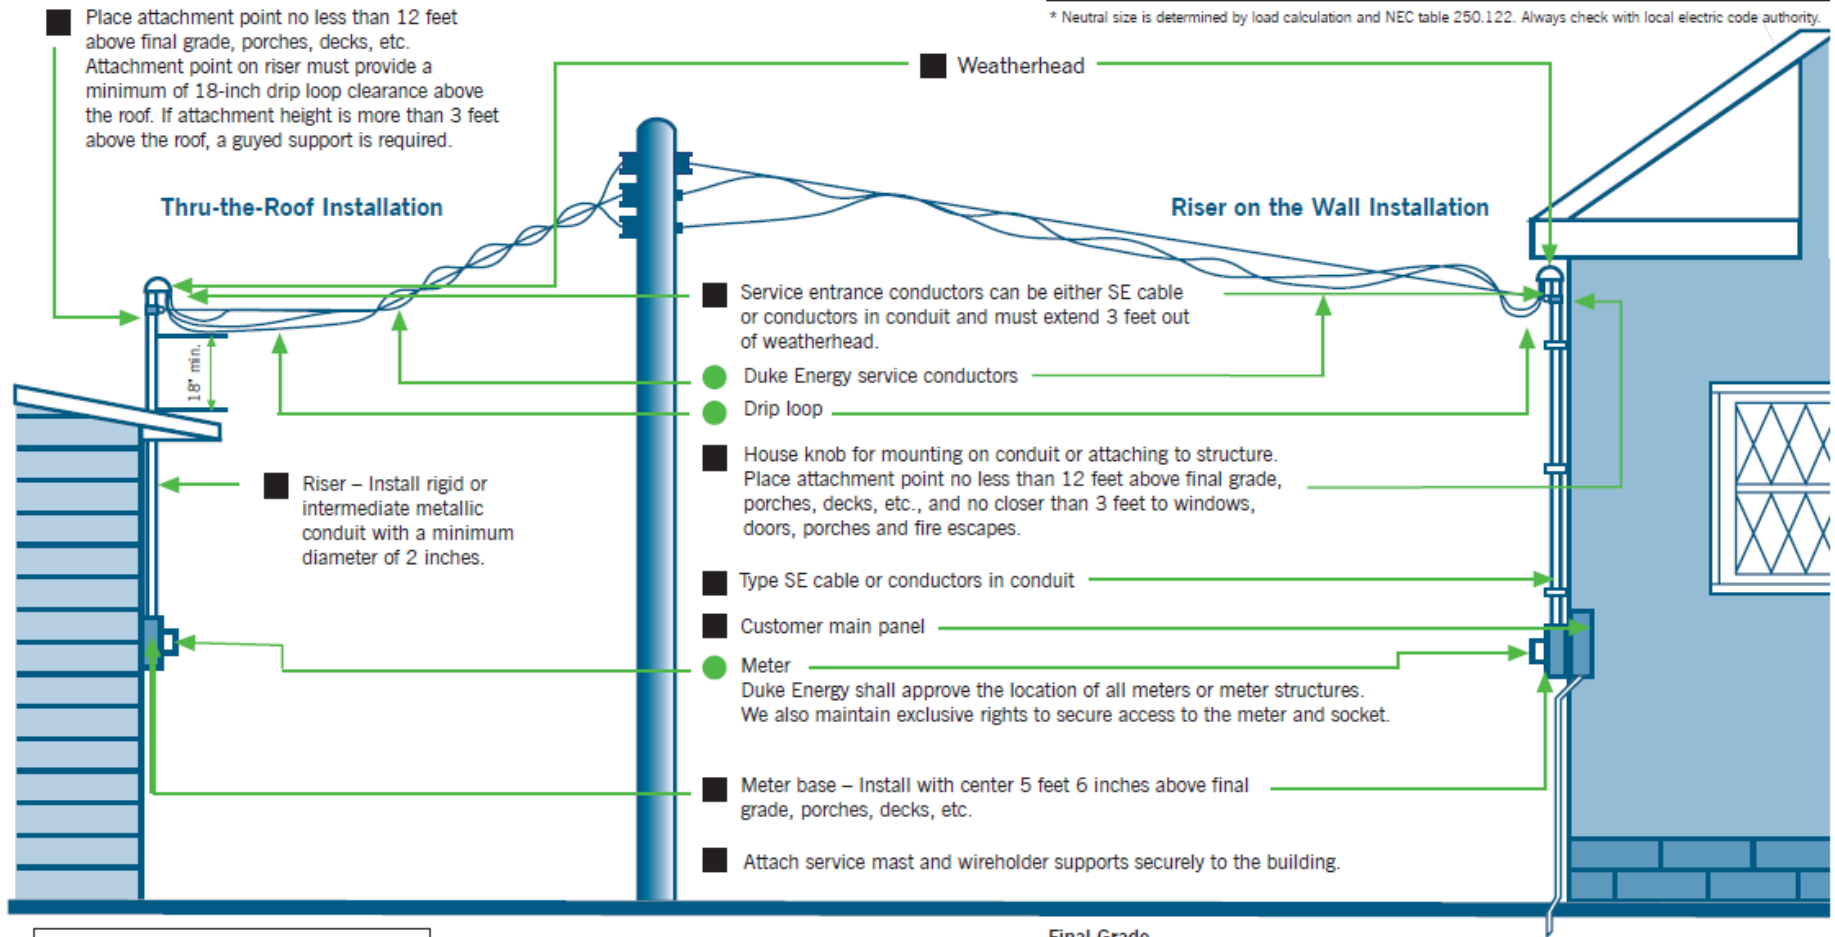 Place attachment point no less than 12 feet
above final grade, porches, decks, etc.
Attachment point on riser must provide a
minimum of 18-inch drip loop clearance above
the roof. If attachment height is more than 3 feet
above the roof, a guyed support is required.
* Neutral size is determined by load calculation and NEC table 250.122. Always check with local electric code authority.
Weatherhead
Thru-the-Roof Installation
Riser on the Wall Installation
Service entrance conductors can be either SE cable
or conductors in conduit and must extend 3 feet out
of weatherhead.
18" min.
Duke Energy service conductors
Drip loop
House knob for mounting on conduit or attaching to structure.
Place attachment point no less than 12 feet above final grade,
porches, decks, etc., and no closer than 3 feet to windows,
doors, porches and fire escapes.
Riser – Install rigid or
intermediate metallic
conduit with a minimum
diameter of 2 inches.
Type SE cable or conductors in conduit
Customer main panel
Meter
Duke Energy shall approve the location of all meters or meter structures.
We also maintain exclusive rights to secure access to the meter and socket.
Meter base – Install with center 5 feet 6 inches above final
grade, porches, decks, etc.
Attach service mast and wireholder supports securely to the building.
Final Grade